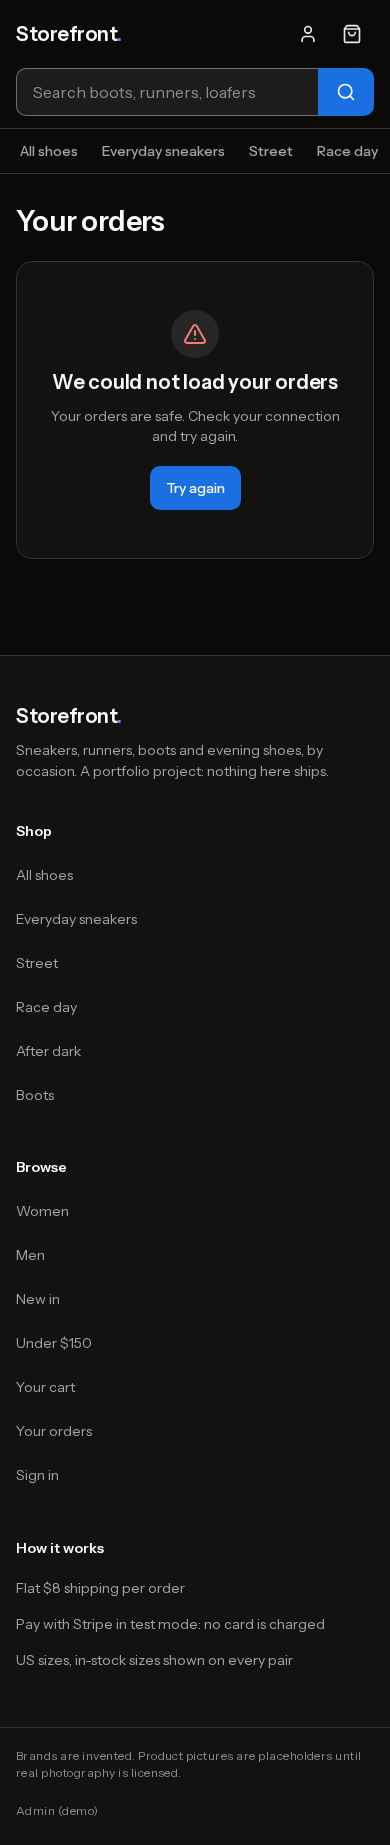 Storefront.
Search boots, runners, loafers
All shoes Everyday sneakers Street Race day
Your orders
We could not load your orders
Your orders are safe. Check your connection
and try again.
Try again
Storefront.
Sneakers, runners, boots and evening shoes, by
occasion. A portfolio project: nothing here ships.
Shop
All shoes
Everyday sneakers
Street
Race day
After dark
Boots
Browse
Women
Men
New in
Under $150
Your cart
Your orders
Sign in
How it works
Flat $8 shipping per order
Pay with Stripe in test mode: no card is charged
US sizes, in-stock sizes shown on every pair
Brands are invented. Product pictures are placeholders until
real photography is licensed.
Admin (demo)